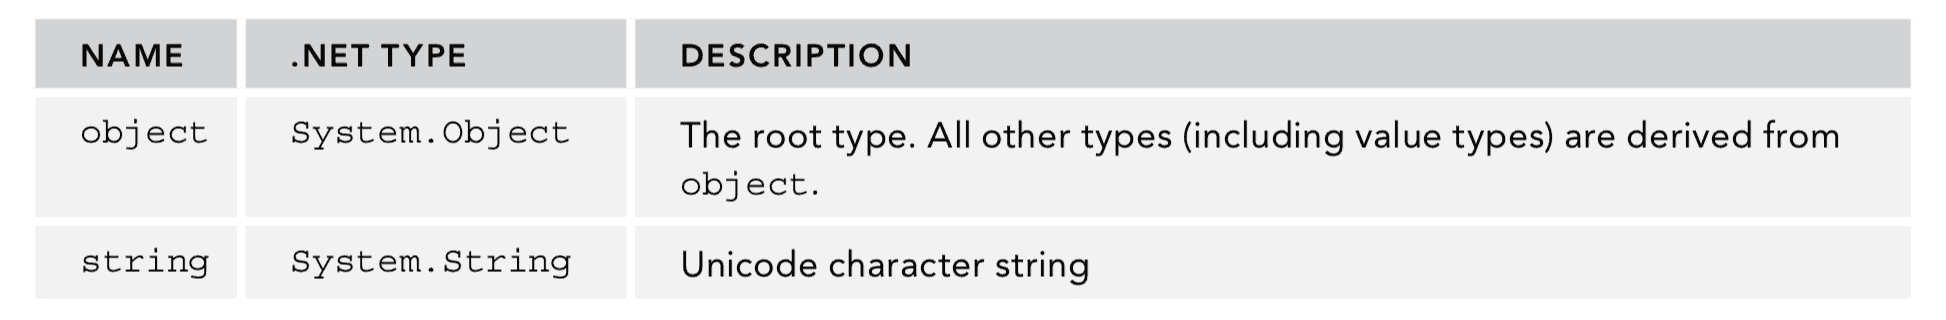 NAME .NET TYPE DESCRIPTION
object System.Object The root type. All other types (including value types) are derived from
object.
string System.String Unicode character string